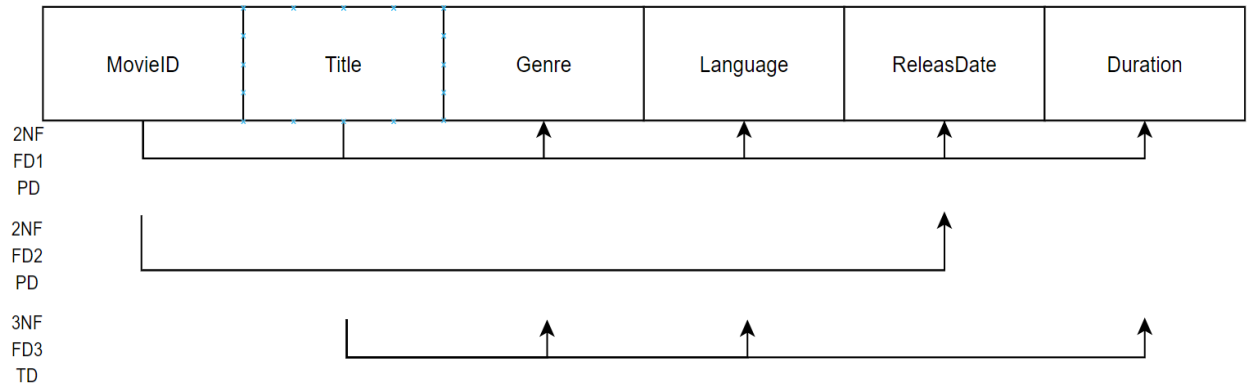 MovieID Title Genre Language ReleasDate Duration
2NF
FD1
PD
2NF
FD2
PD
3NF
FD3
TD